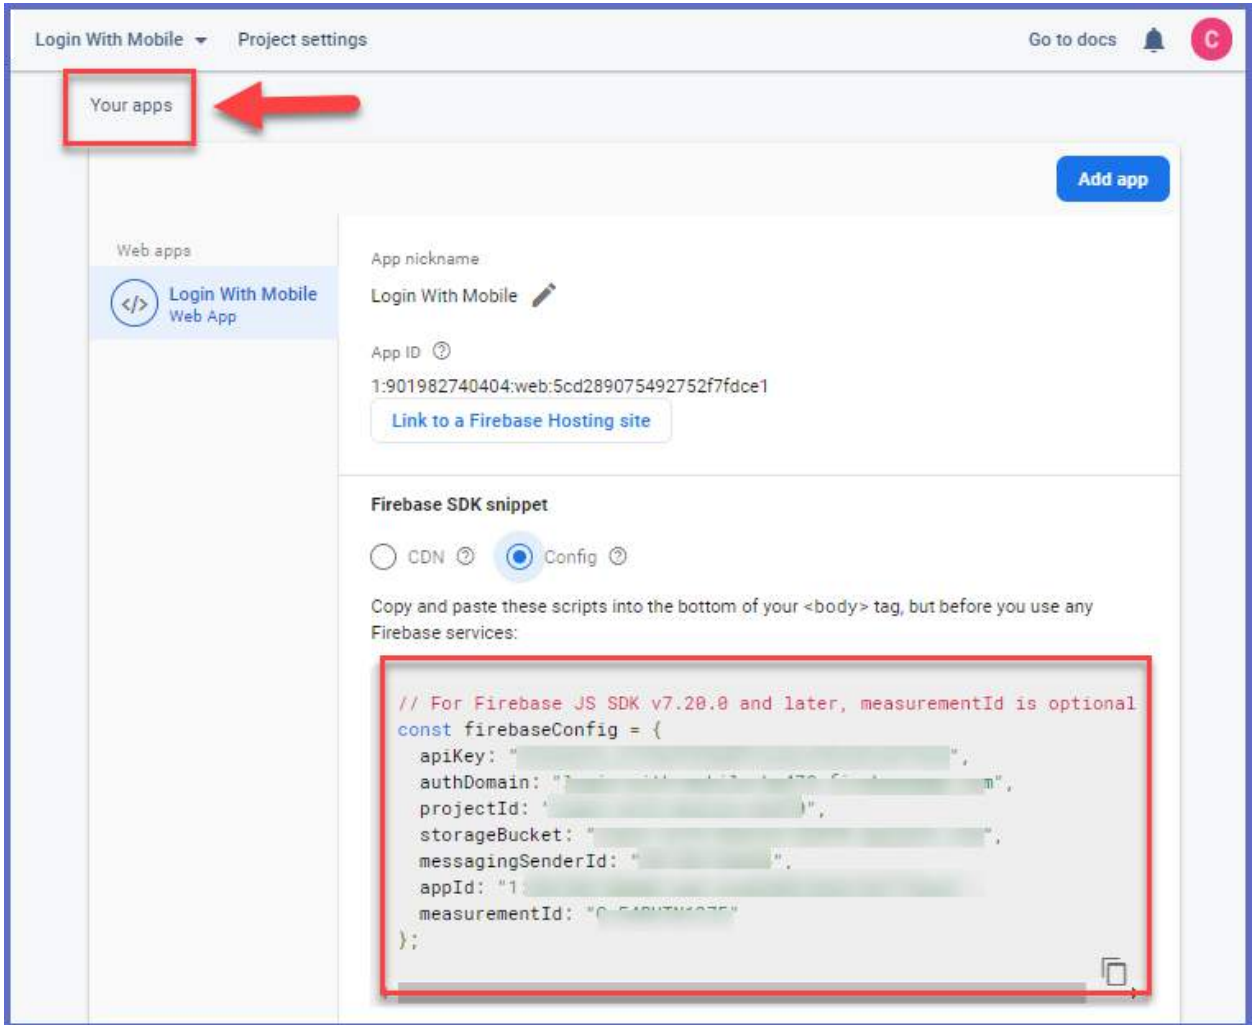 Login With Mobile Project settings Go to docs C
Your apps
Add app
Web apps
</> Login With Mobile
Web App
App nickname
Login With Mobile
App ID
1:901982740404:web:5cd289075492752f7fdce1
Link to a Firebase Hosting site
Firebase SDK snippet
CDN Config
Copy and paste these scripts into the bottom of your <body> tag, but before you use any
Firebase services:
// For Firebase JS SDK v7.20.0 and later, measurementId is optional
const firebaseConfig = {
apiKey: "",
authDomain: "m",
projectId: "",
storageBucket: "",
messagingSenderId: "",
appId: "1:
measurementId: "
};